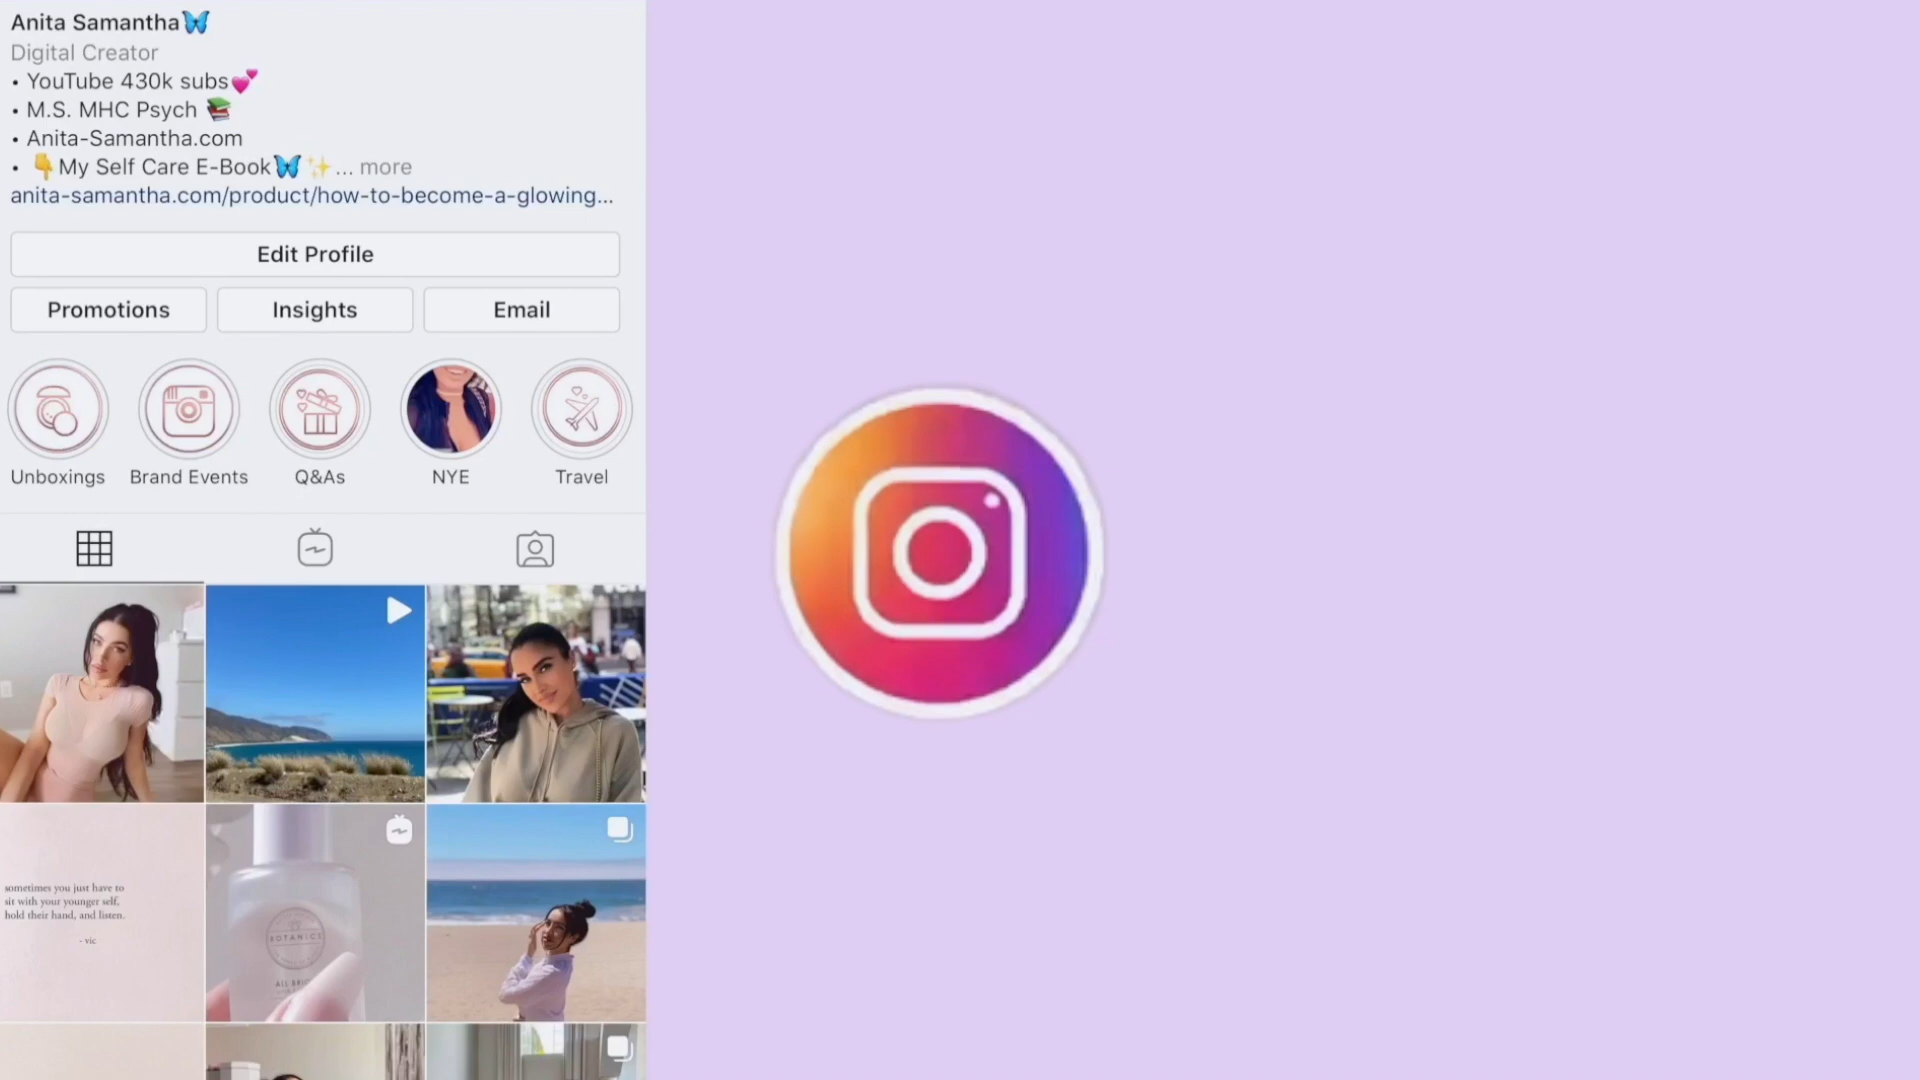 Anita Samantha🦋
Digital Creator
• YouTube 430k subs💕
• M.S. MHC Psych 📚
• Anita-Samantha.com
• 👇My Self Care E-Book🦋✨... more
anita-samantha.com/product/how-to-become-a-glowing...
Edit Profile
Promotions Insights Email
Unboxings Brand Events Q&As NYE Travel
sometimes you just have to
sit with your younger self,
hold their hand, and listen.
- vic
BOTANICS
ALL